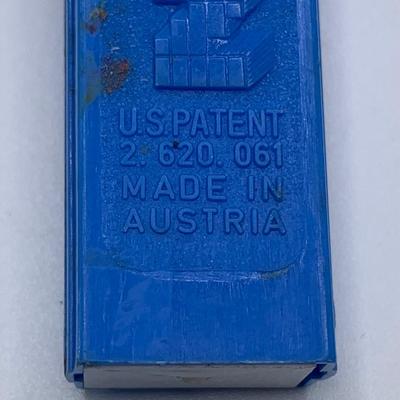 Z
U.S.PATENT
2. 620. 061
MADE IN
AUSTRIA